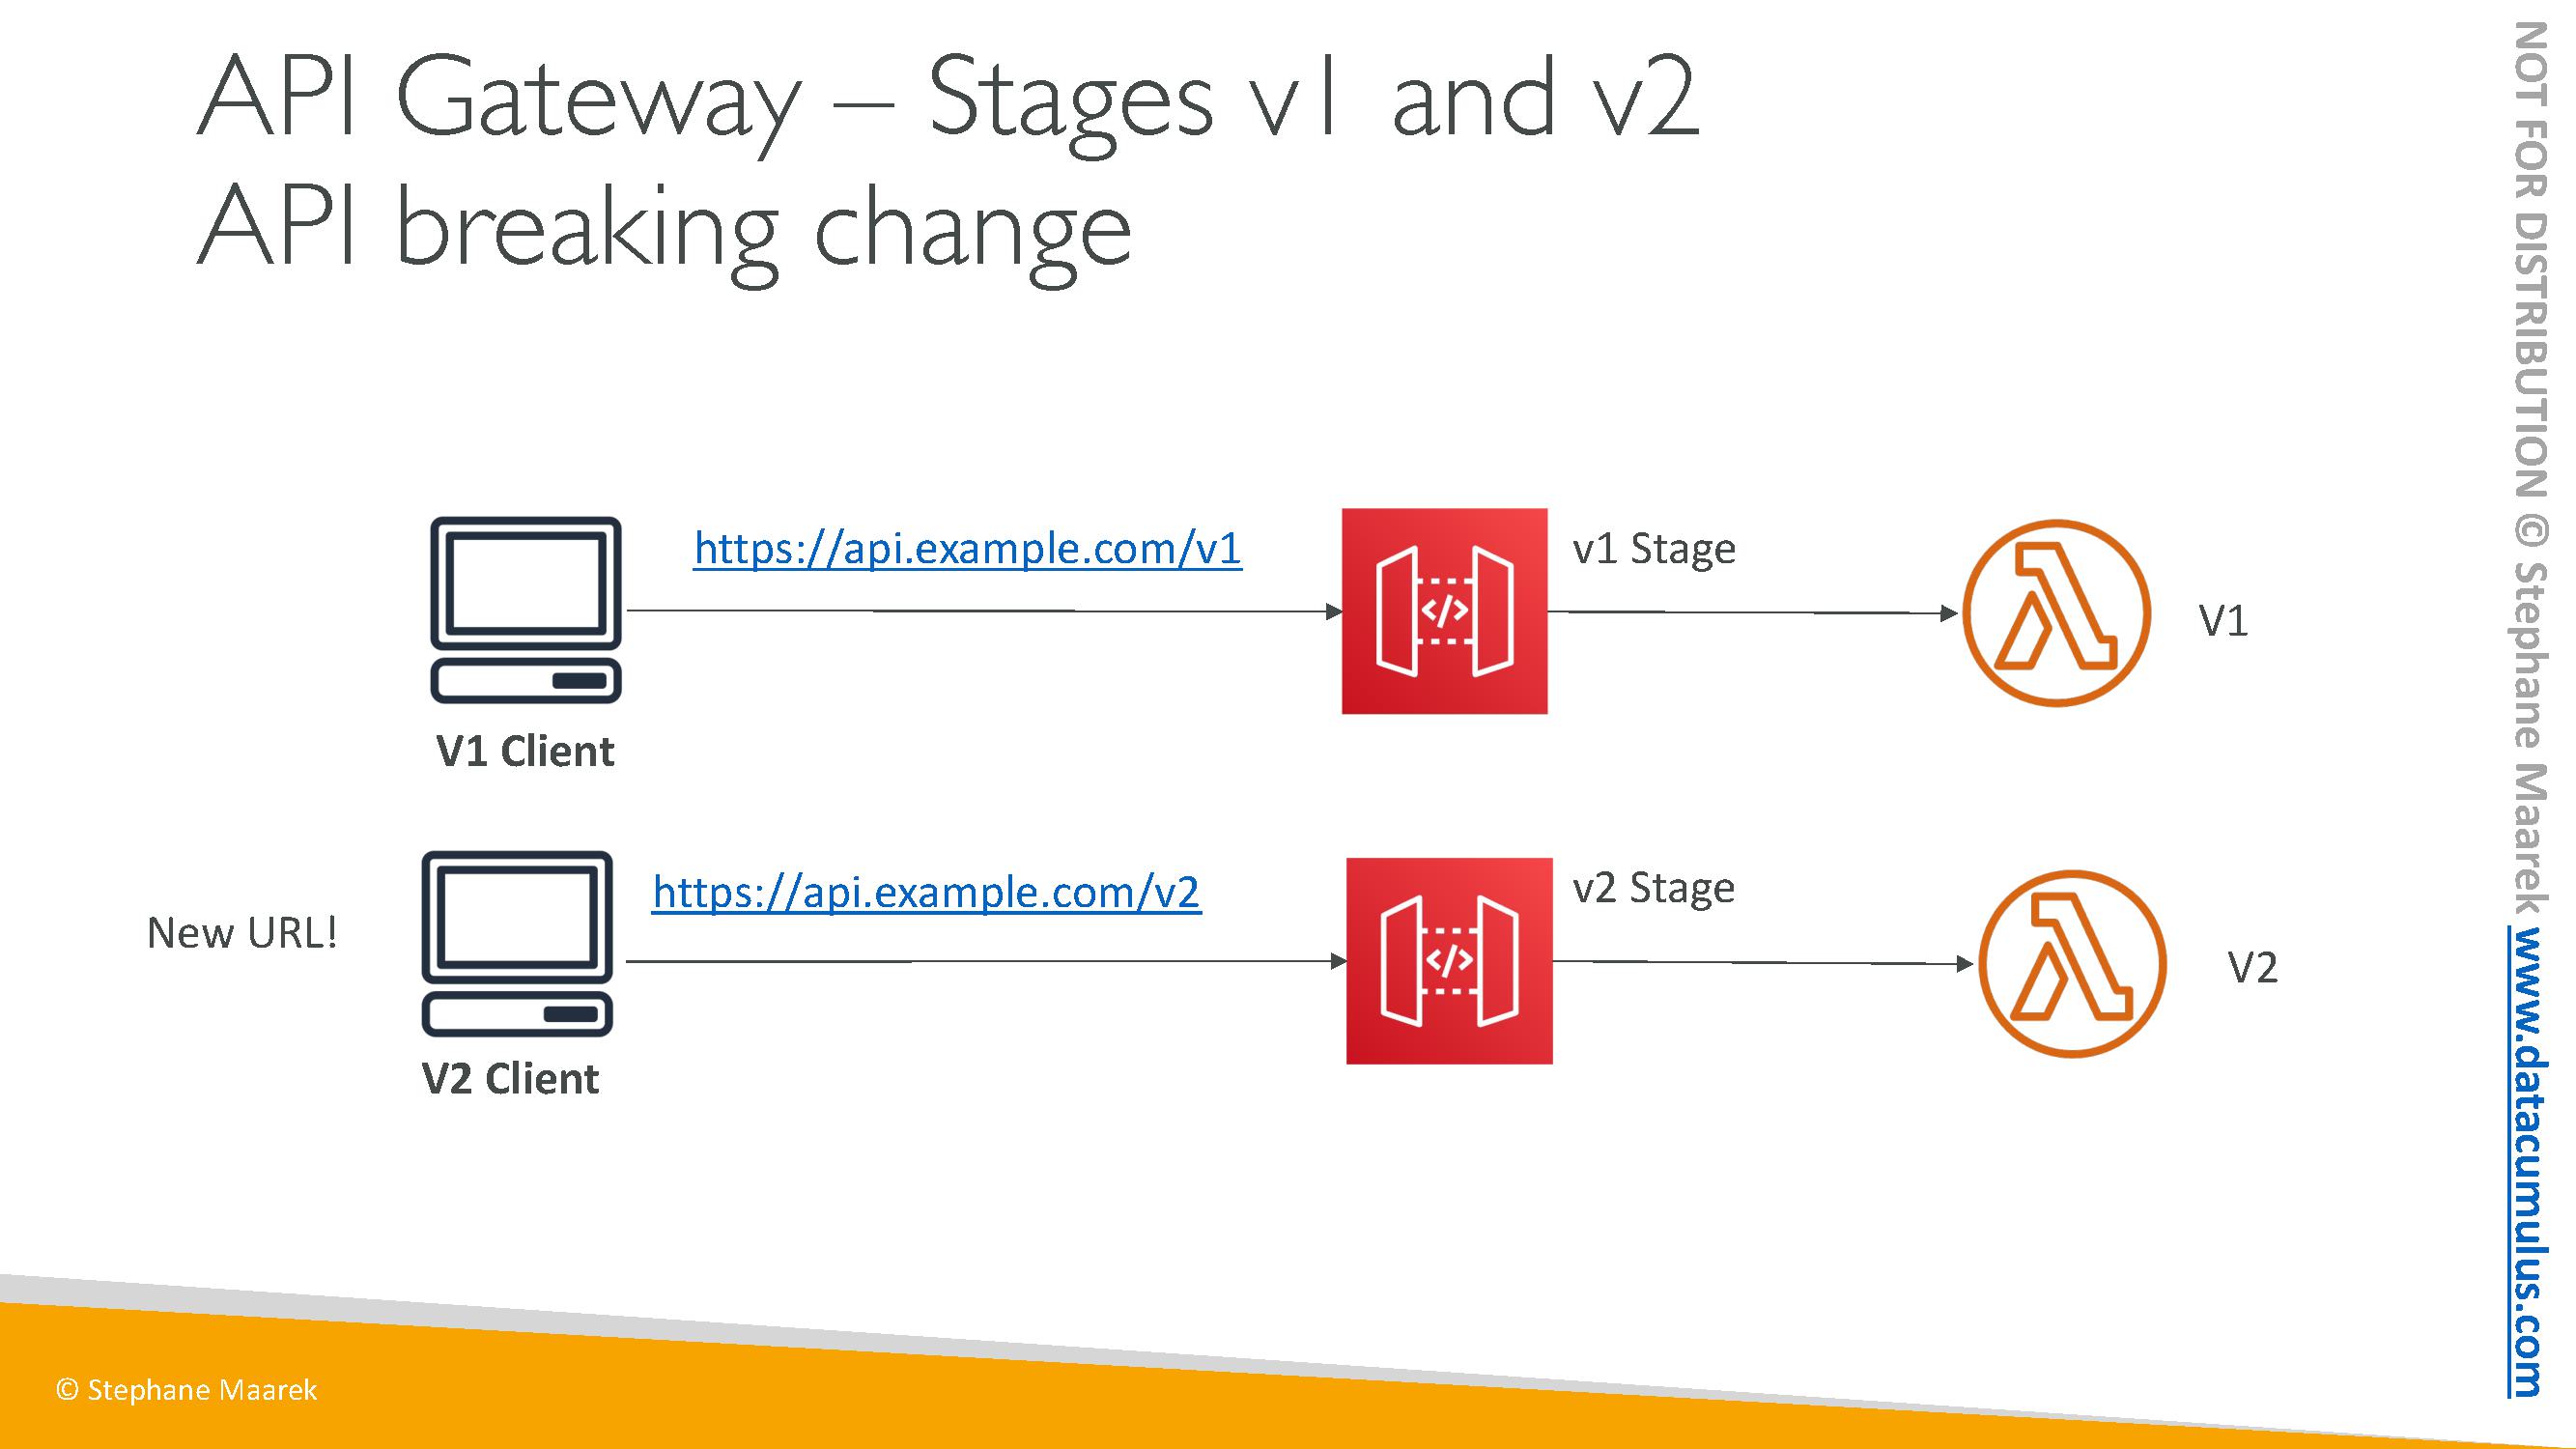 API Gateway – Stages v1 and v2
API breaking change
https://api.example.com/v1
v1 Stage
V1
V1 Client
New URL!
https://api.example.com/v2
v2 Stage
V2
V2 Client
© Stephane Maarek
NOT FOR DISTRIBUTION © Stephane Maarek www.datacumulus.com